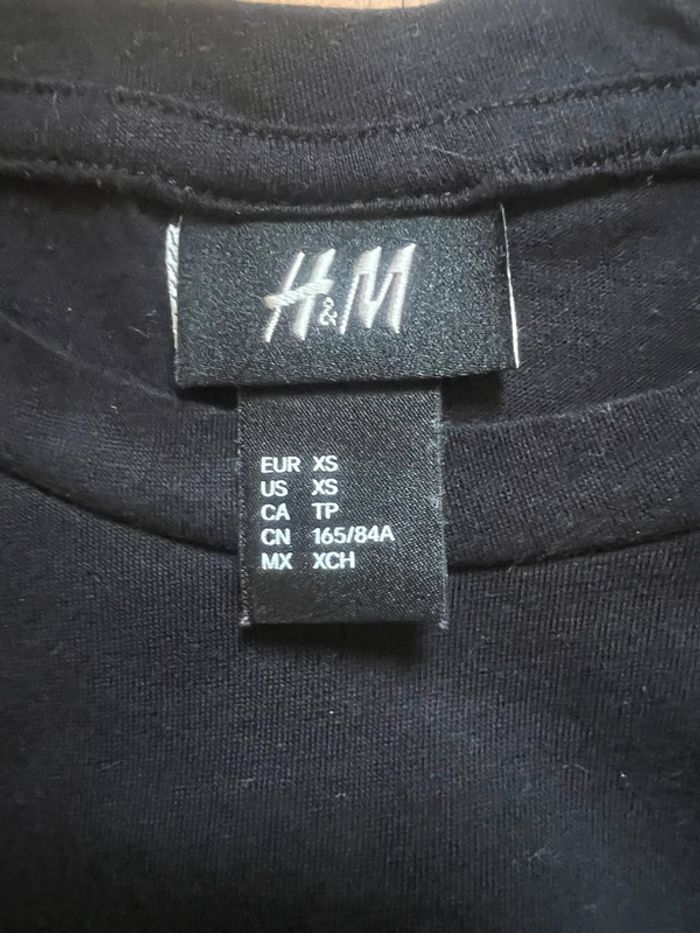 H&M
EUR XS
US XS
CA TP
CN 165/84A
MX XCH